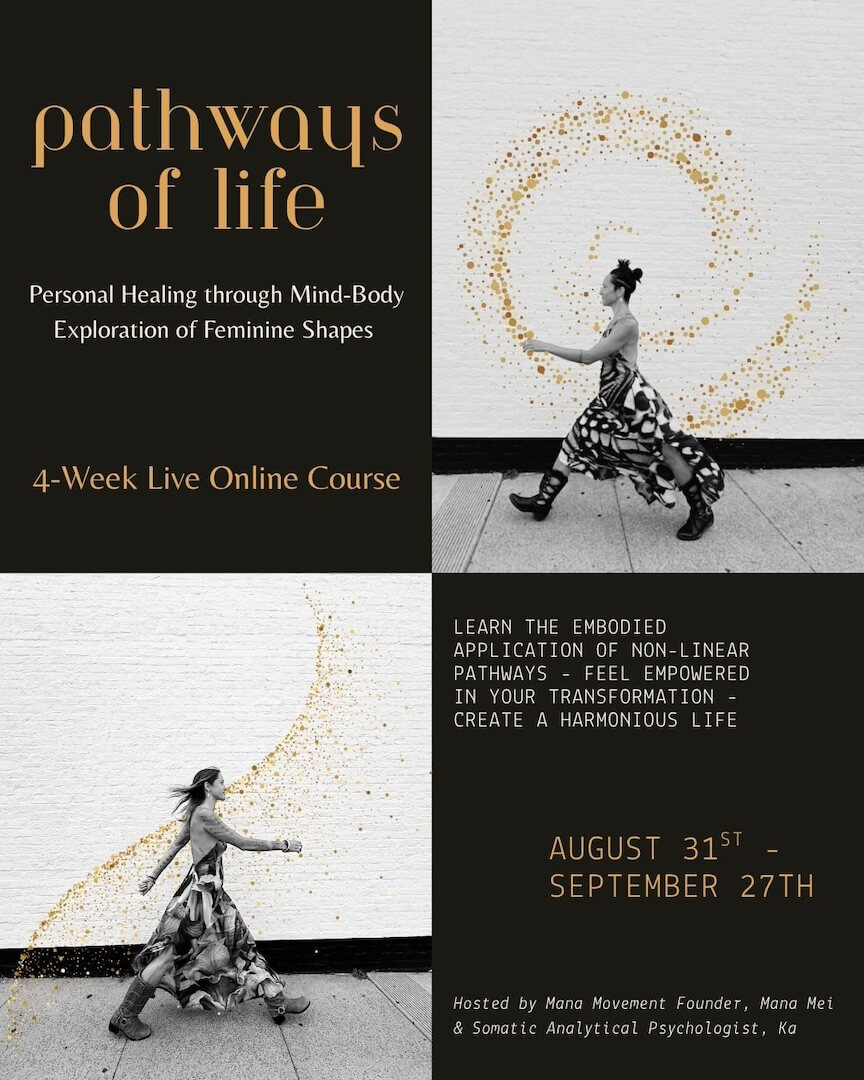 pathways
of life
Personal Healing through Mind-Body
Exploration of Feminine Shapes
4-Week Live Online Course
LEARN THE EMBODIED
APPLICATION OF NON-LINEAR
PATHWAYS - FEEL EMPOWERED
IN YOUR TRANSFORMATION -
CREATE A HARMONIOUS LIFE
AUGUST 31ST -
SEPTEMBER 27TH
Hosted by Mana Movement Founder, Mana Mei
& Somatic Analytical Psychologist, Ka